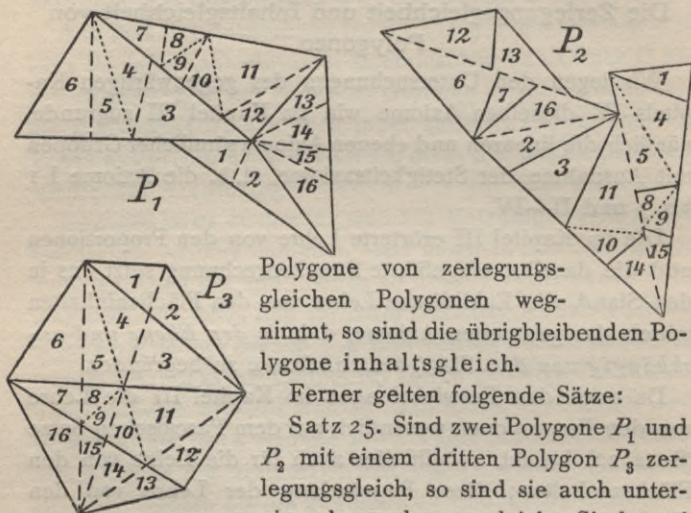 7 8
9
6 4 10 11
5 3 12 13
14
1 15
2 16
P₁
12 13 P₂
6 7 16
2
3
11
10
1
4
5
8
9
15
14
1 P₃
2
4
6 5 3
7 8
9 11
16 10
15 12
14
13
Polygone von zerlegungs-
gleichen Polygonen weg-
nimmt, so sind die übrigbleibenden Po-
lygone inhaltsgleich.
Ferner gelten folgende Sätze:
Satz 25. Sind zwei Polygone P₁ und
P₂ mit einem dritten Polygon P₃ zer-
legungsgleich, so sind sie auch unter-